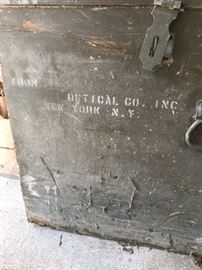 FROM
OPTICAL CO., INC
NEW YORK N.Y.